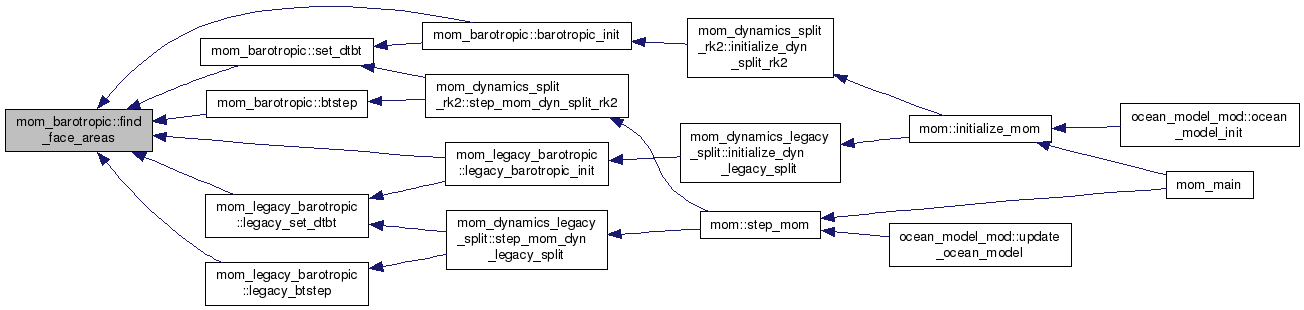 mom_barotropic::find
_face_areas
mom_barotropic::set_dtbt
mom_barotropic::btstep
mom_legacy_barotropic
::legacy_set_dtbt
mom_legacy_barotropic
::legacy_btstep
mom_barotropic::barotropic_init
mom_dynamics_split
_rk2::step_mom_dyn_split_rk2
mom_legacy_barotropic
::legacy_barotropic_init
mom_dynamics_legacy
_split::step_mom_dyn
_legacy_split
mom_dynamics_split
_rk2::initialize_dyn
_split_rk2
mom_dynamics_legacy
_split::initialize_dyn
_legacy_split
mom::step_mom
mom::initialize_mom
ocean_model_mod::update
_ocean_model
ocean_model_mod::ocean
_model_init
mom_main